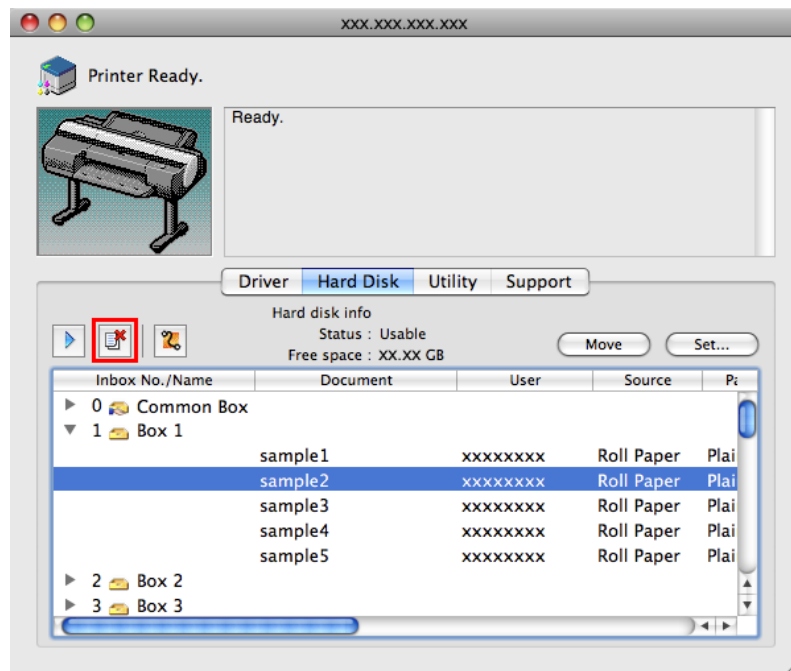 xxx.xxx.xxx.xxx
Printer Ready.
Ready.
Driver Hard Disk Utility Support
Hard disk info
Status : Usable
Free space : XX.XX GB
Move Set...
Inbox No./Name Document User Source Pa
0 Common Box
1 Box 1
sample1 xxxxxxxx Roll Paper Plai
sample2 xxxxxxxx Roll Paper Plai
sample3 xxxxxxxx Roll Paper Plai
sample4 xxxxxxxx Roll Paper Plai
sample5 xxxxxxxx Roll Paper Plai
2 Box 2
3 Box 3